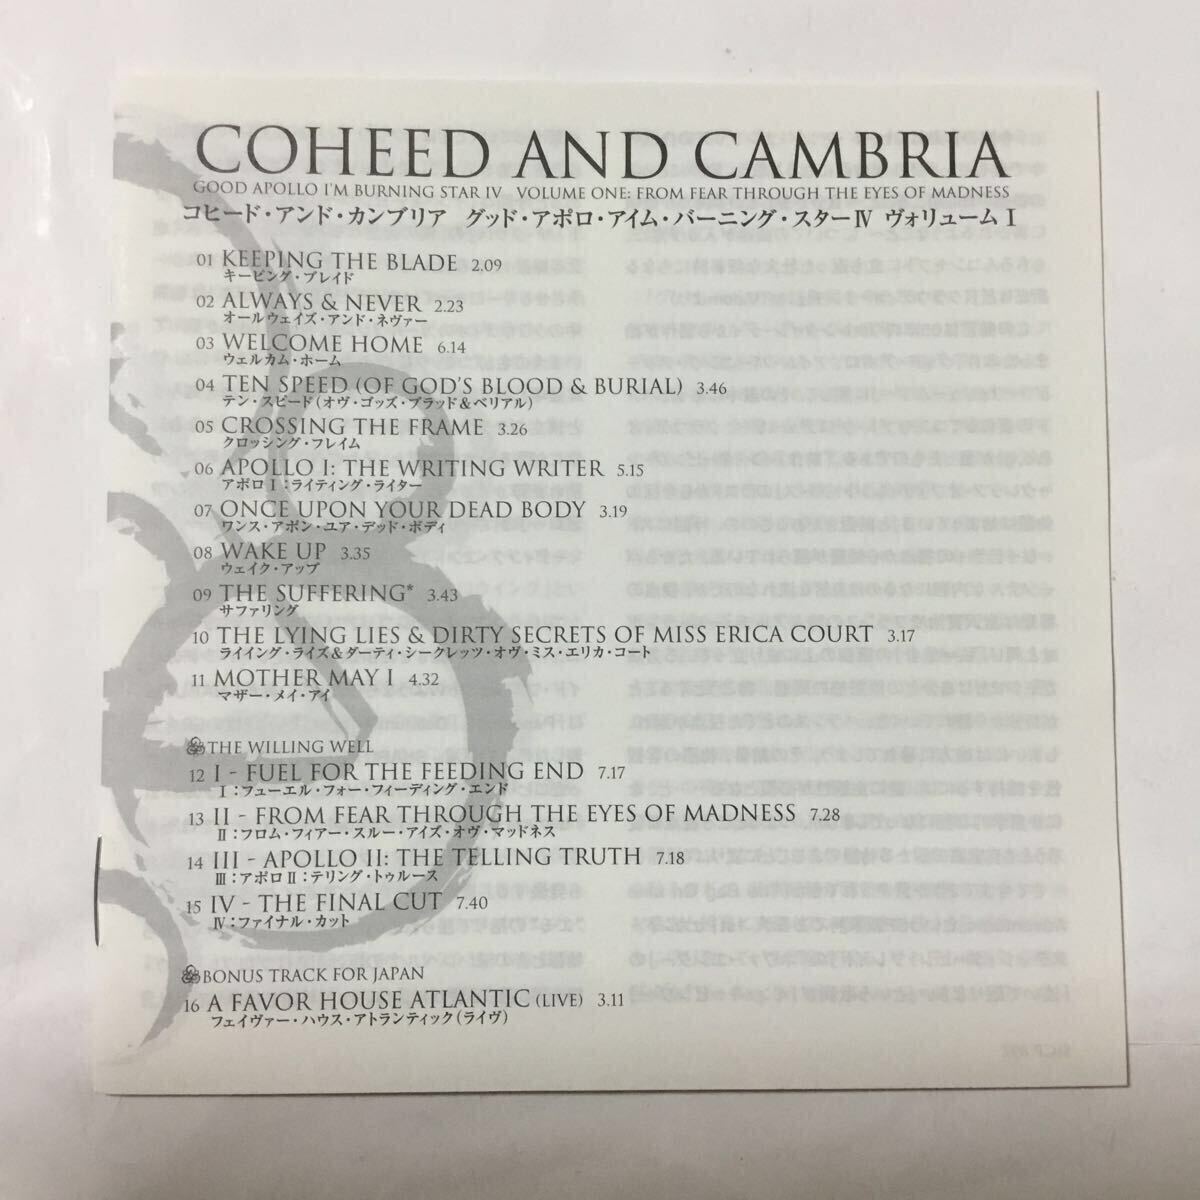 COHEED AND CAMBRIA
GOOD APOLLO I'M BURNING STAR IV VOLUME ONE: FROM FEAR THROUGH THE EYES OF MADNESS
コヒード・アンド・カンブリア グッド・アポロ・アイム・バーニング・スターⅣ ヴォリュームⅠ
01 KEEPING THE BLADE 2.09
キーピング・ブレイド
02 ALWAYS & NEVER 2.23
オールウェイズ・アンド・ネヴァー
03 WELCOME HOME 6.14
ウェルカム・ホーム
04 TEN SPEED (OF GOD'S BLOOD & BURIAL) 3.46
テン・スピード(オヴ・ゴッズ・ブラッド&ベリアル)
05 CROSSING THE FRAME 3.26
クロッシング・フレイム
06 APOLLO I: THE WRITING WRITER 5.15
アポロⅠ:ライティング・ライター
07 ONCE UPON YOUR DEAD BODY 3.19
ワンス・アポン・ユア・デッド・ボディ
08 WAKE UP 3.35
ウェイク・アップ
09 THE SUFFERING* 3.43
サファリング
10 THE LYING LIES & DIRTY SECRETS OF MISS ERICA COURT 3.17
ライイング・ライズ&ダーティ・シークレッツ・オヴ・ミス・エリカ・コート
11 MOTHER MAY I 4.32
マザー・メイ・アイ
THE WILLING WELL
12 I - FUEL FOR THE FEEDING END 7.17
Ⅰ:フューエル・フォー・フィーディング・エンド
13 II - FROM FEAR THROUGH THE EYES OF MADNESS 7.28
Ⅱ:フロム・フィアー・スルー・アイズ・オヴ・マッドネス
14 III - APOLLO II: THE TELLING TRUTH 7.18
Ⅲ:アポロⅡ:テリング・トゥルース
15 IV - THE FINAL CUT 7.40
Ⅳ:ファイナル・カット
BONUS TRACK FOR JAPAN
16 A FAVOR HOUSE ATLANTIC (LIVE) 3.11
フェイヴァー・ハウス・アトランティック(ライヴ)